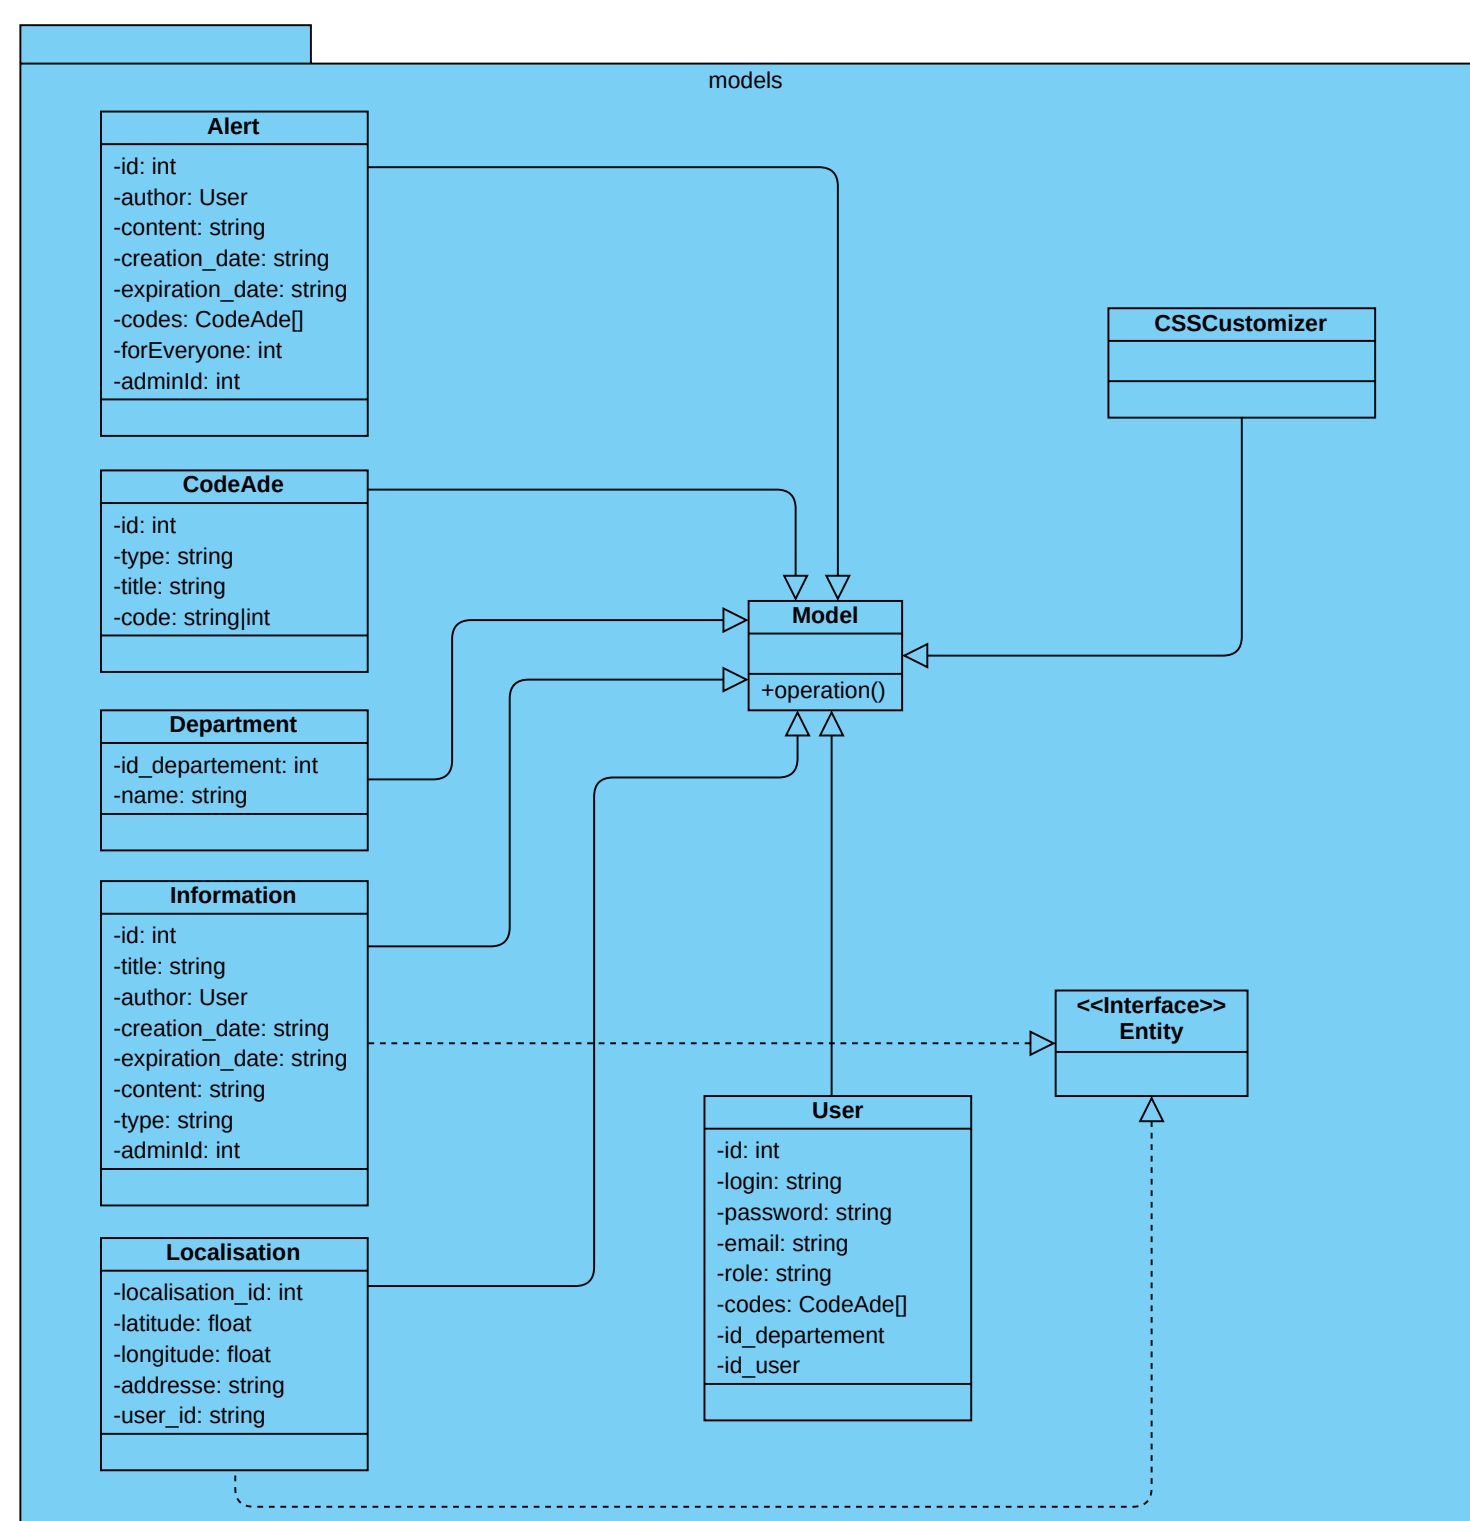 models
Alert
-id: int
-author: User
-content: string
-creation_date: string
-expiration_date: string
-codes: CodeAde[]
-forEveryone: int
-adminId: int
CSSCustomizer
CodeAde
-id: int
-type: string
-title: string
-code: string|int
Model
+operation()
Department
-id_departement: int
-name: string
Information
-id: int
-title: string
-author: User
-creation_date: string
-expiration_date: string
-content: string
-type: string
-adminId: int
<<Interface>>
Entity
User
-id: int
-login: string
-password: string
-email: string
-role: string
-codes: CodeAde[]
-id_departement
-id_user
Localisation
-localisation_id: int
-latitude: float
-longitude: float
-addresse: string
-user_id: string